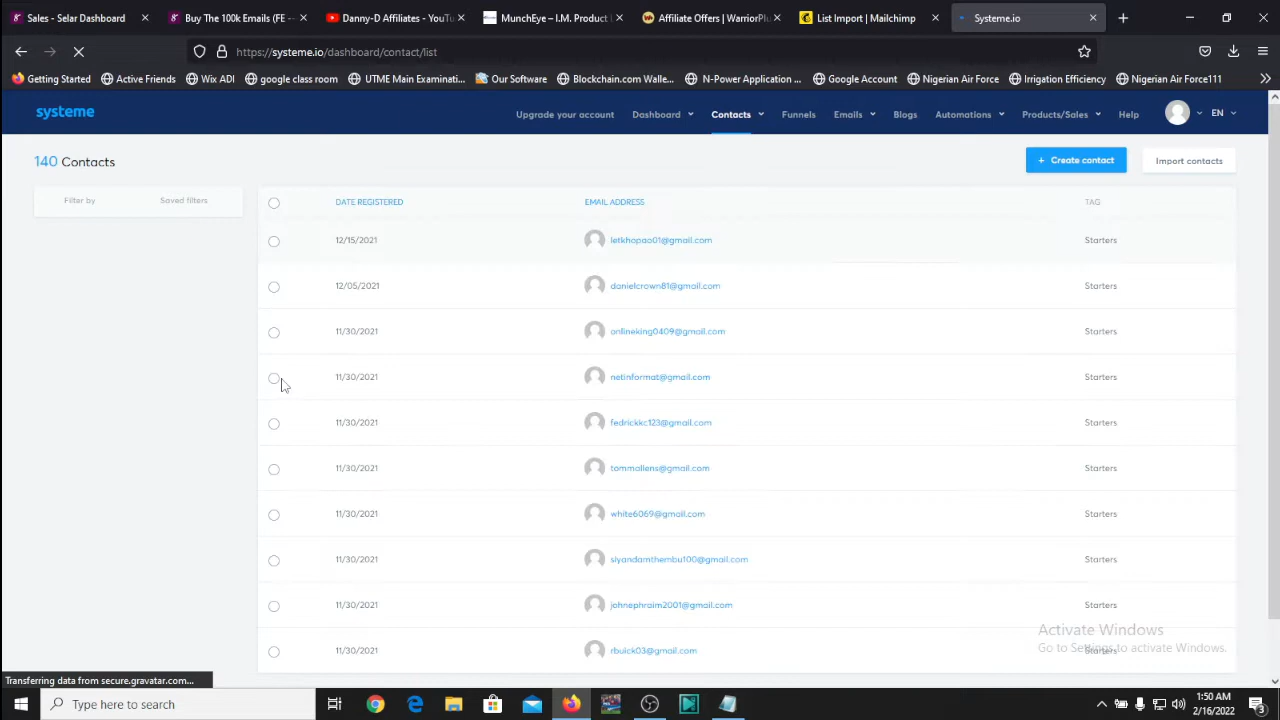 Buy The 10k Emails CFE -
Danny Affiliates - YouTu
MunchEye – I.M. Product L
Affiliate Offers | WarriorPlus
List Import | Mailchimp
Systeme.io
https://systeme.io/dashboard/contact/list
Getting Started
Active Friends
Wix ADI
google class room
UTME Main Examinati...
Our Software
Blockchain.com Walle...
N-Power Application ...
Google Account
Nigerian Air Force
Irrigation Efficiency
Nigerian Air Force111
systeme
Upgrade your account
Dashboard
Contacts
Funnels
Emails
Blogs
Automations
Products/Sales
Help
EN
140 Contacts
+ Create contact
Import contacts
Filter by
Saved filters
DATE REGISTERED
EMAIL ADDRESS
TAG
12/15/2021 letkhopao01@gmail.com Starters
12/05/2021 danielcrown81@gmail.com Starters
11/30/2021 onlineking0409@gmail.com Starters
11/30/2021 netinformat@gmail.com Starters
11/30/2021 fedrickkc123@gmail.com Starters
11/30/2021 tommallens@gmail.com Starters
11/30/2021 white6069@gmail.com Starters
11/30/2021 siyandamthembu100@gmail.com Starters
11/30/2021 johnephraim2001@gmail.com Starters
11/30/2021 rbuick03@gmail.com Starters
Activate Windows
Go to Settings to activate Windows.
Transferring data from secure.gravatar.com...
Type here to search
1:50 AM
2/16/2022
3